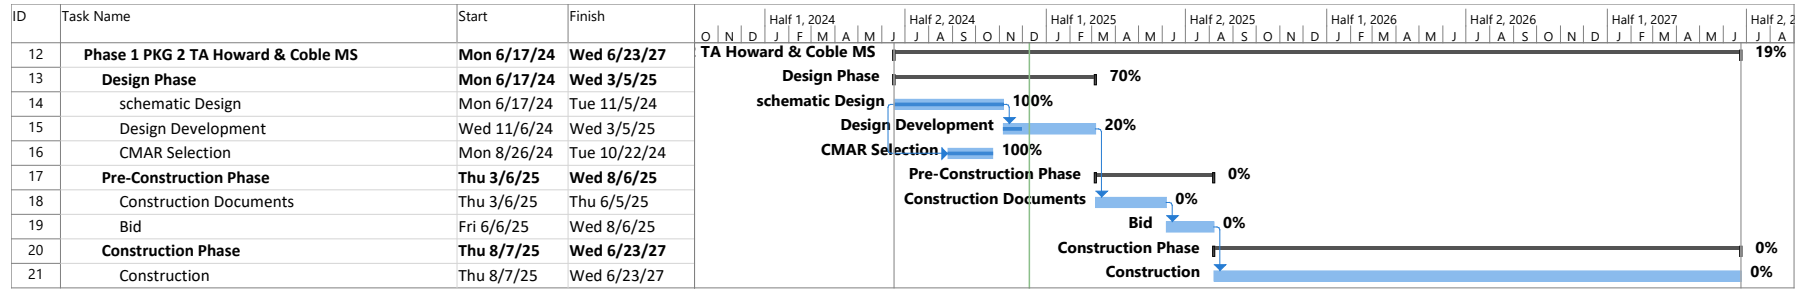 ID Task Name Start Finish Half 1, 2024 Half 2, 2024 Half 1, 2025 Half 2, 2025 Half 1, 2026 Half 2, 2026 Half 1, 2027 Half 2, 2
O N D J F M A M J J A S O N D J F M A M J J A S O N D J F M A M J J A S O N D J F M A M J J A
12 Phase 1 PKG 2 TA Howard & Coble MS Mon 6/17/24 Wed 6/23/27 TA Howard & Coble MS 19%
13 Design Phase Mon 6/17/24 Wed 3/5/25 Design Phase 70%
14 schematic Design Mon 6/17/24 Tue 11/5/24 schematic Design 100%
15 Design Development Wed 11/6/24 Wed 3/5/25 Design Development 20%
16 CMAR Selection Mon 8/26/24 Tue 10/22/24 CMAR Selection 100%
17 Pre-Construction Phase Thu 3/6/25 Wed 8/6/25 Pre-Construction Phase 0%
18 Construction Documents Thu 3/6/25 Thu 6/5/25 Construction Documents 0%
19 Bid Fri 6/6/25 Wed 8/6/25 Bid 0%
20 Construction Phase Thu 8/7/25 Wed 6/23/27 Construction Phase 0%
21 Construction Thu 8/7/25 Wed 6/23/27 Construction 0%